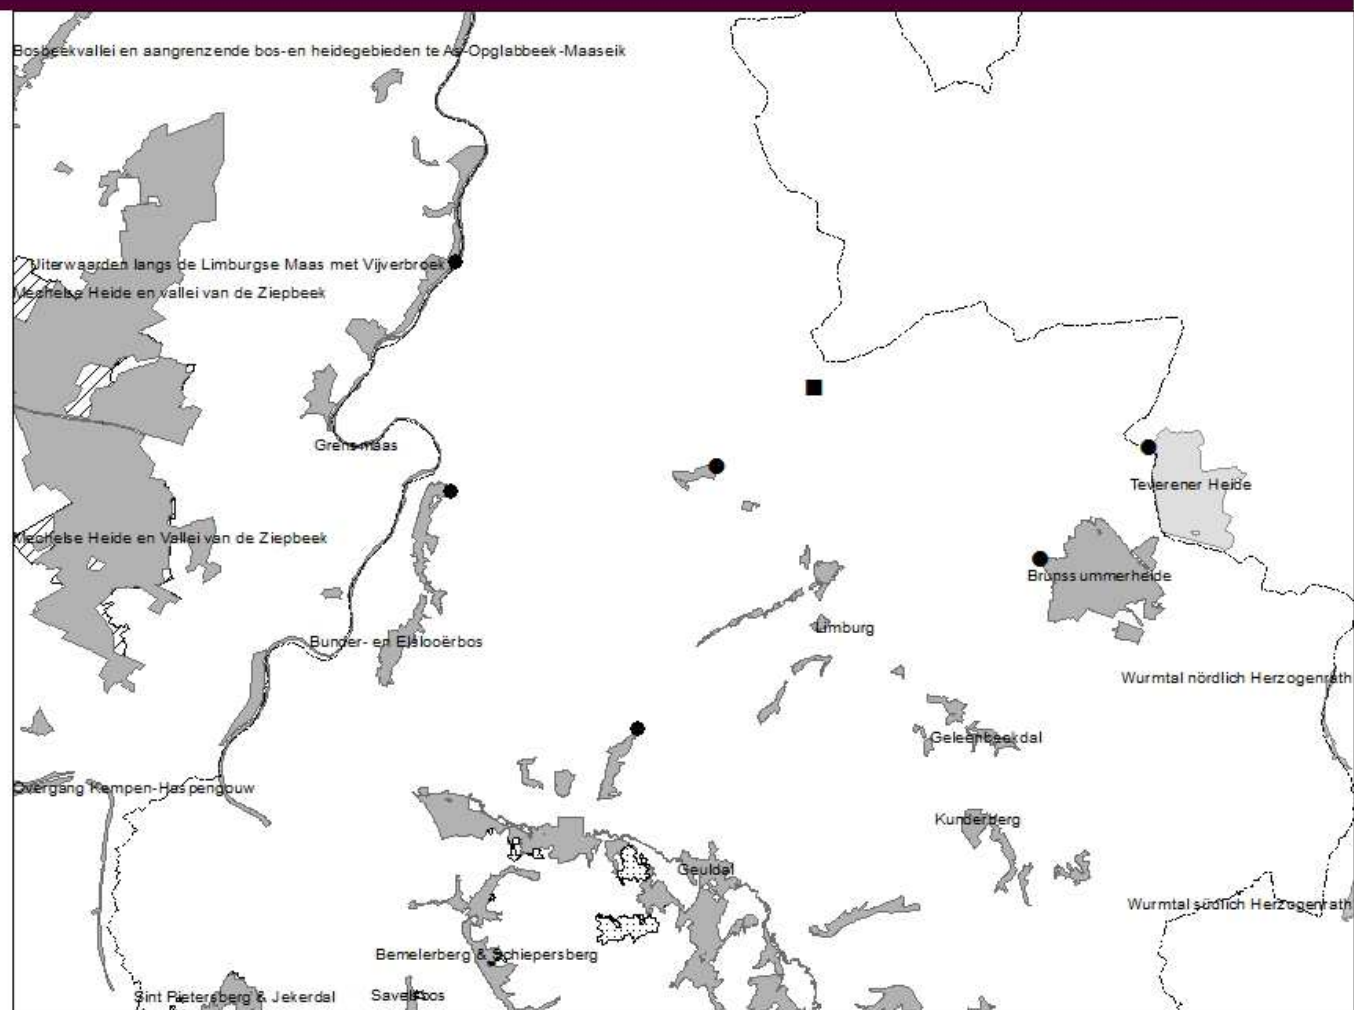 Bosbeekvallei en aangrenzende bos-en heidegebieden te As-Opglabbeek-Maaseik
Uiterwaarden langs de Limburgse Maas met Vijverbroek
Mechelse Heide en vallei van de Ziepbeek
Grensmaas
Teverener Heide
Mechelse Heide en Vallei van de Ziepbeek
Brunssummerheide
Limburg
Bunder- en Elslooërbos
Wurmtal nördlich Herzogenrath
Geleenbeekdal
Overgang Kempen-Haspengouw
Kunderberg
Geuldal
Wurmtal südlich Herzogenrath
Bemelerberg & Schiepersberg
Sint Pietersberg & Jekerdal
Savelsbos